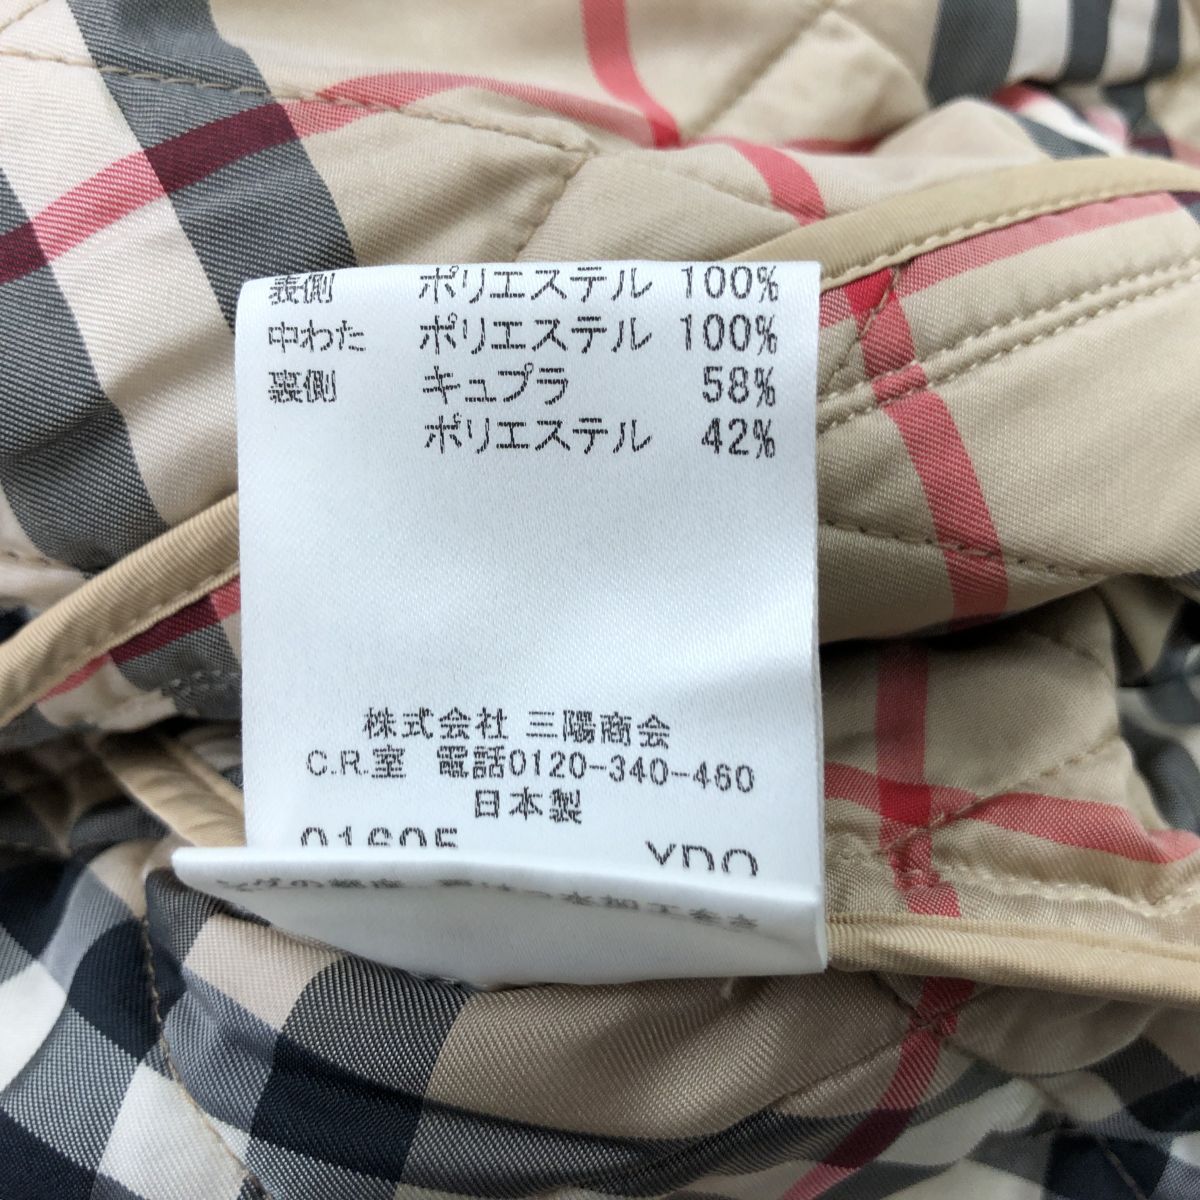 表側 ポリエステル 100%
中わた ポリエステル 100%
裏側 キュプラ 58%
ポリエステル 42%
株式会社 三陽商会
C.R.室 電話0120-340-460
日本製
01605